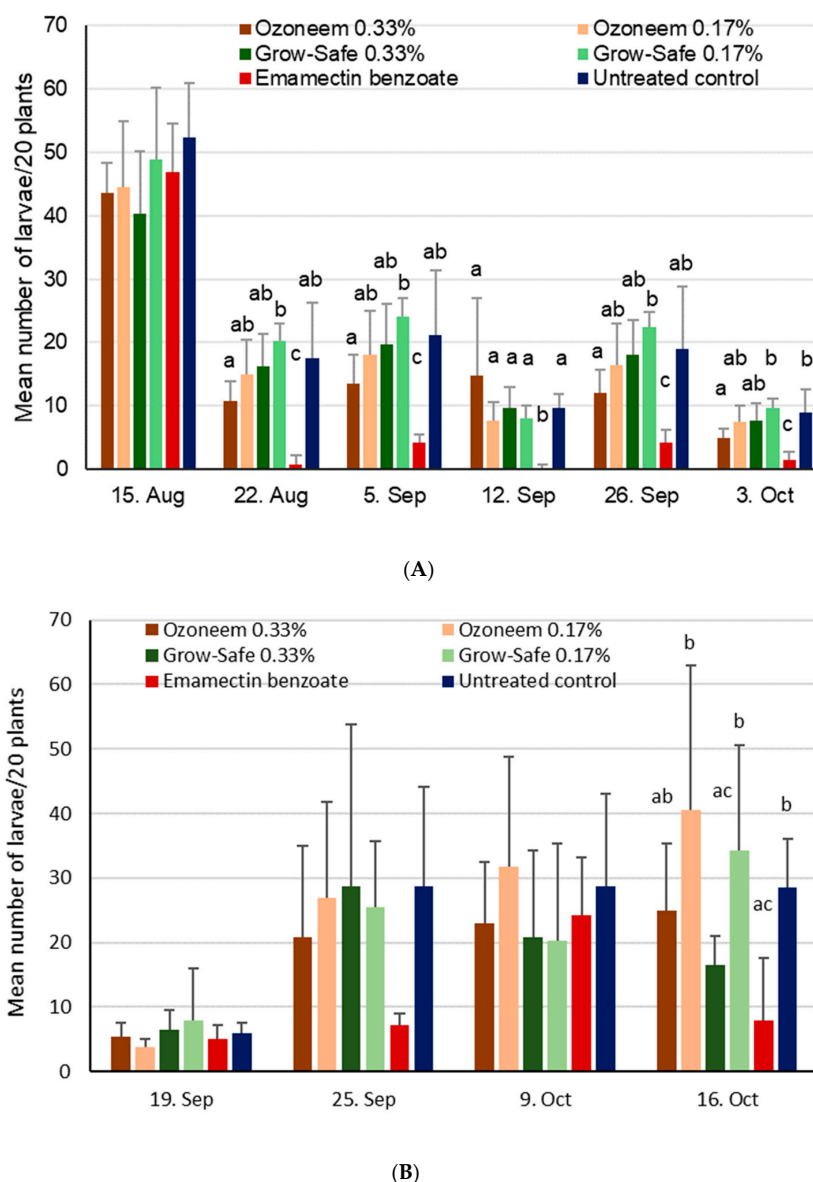 70
60
50
40
30
20
10
0
Mean number of larvae/20 plants
Ozoneem 0.33% Ozoneem 0.17%
Grow-Safe 0.33% Grow-Safe 0.17%
Emamectin benzoate Untreated control
a ab ab b c ab
a ab ab b c ab
a a a a b a
a ab ab b c ab
a ab ab b c b
15. Aug 22. Aug 5. Sep 12. Sep 26. Sep 3. Oct
(A)
70
60
50
40
30
20
10
0
Mean number of larvae/20 plants
Ozoneem 0.33% Ozoneem 0.17%
Grow-Safe 0.33% Grow-Safe 0.17%
Emamectin benzoate Untreated control
ab b ac b ac b
19. Sep 25. Sep 9. Oct 16. Oct
(B)